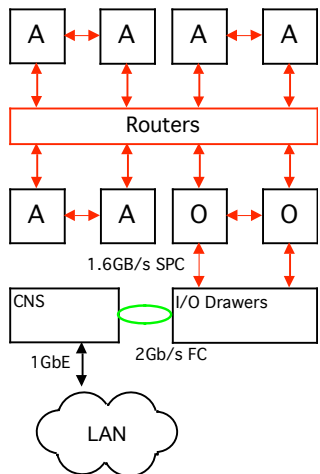 A A A A
Routers
A A O O
1.6GB/s SPC
CNS I/O Drawers
1GbE 2Gb/s FC
LAN